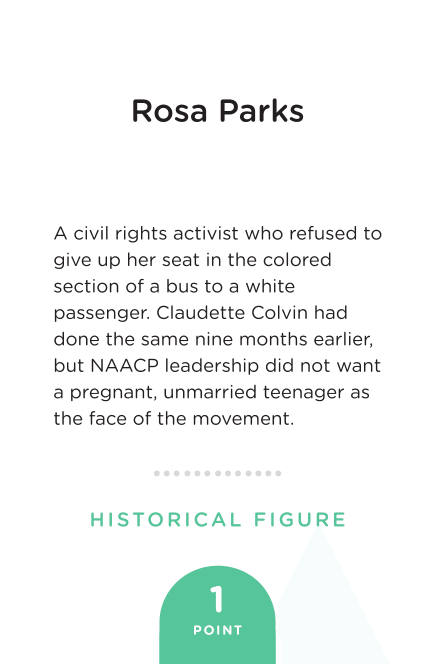 Rosa Parks
A civil rights activist who refused to
give up her seat in the colored
section of a bus to a white
passenger. Claudette Colvin had
done the same nine months earlier,
but NAACP leadership did not want
a pregnant, unmarried teenager as
the face of the movement.
HISTORICAL FIGURE
1
POINT